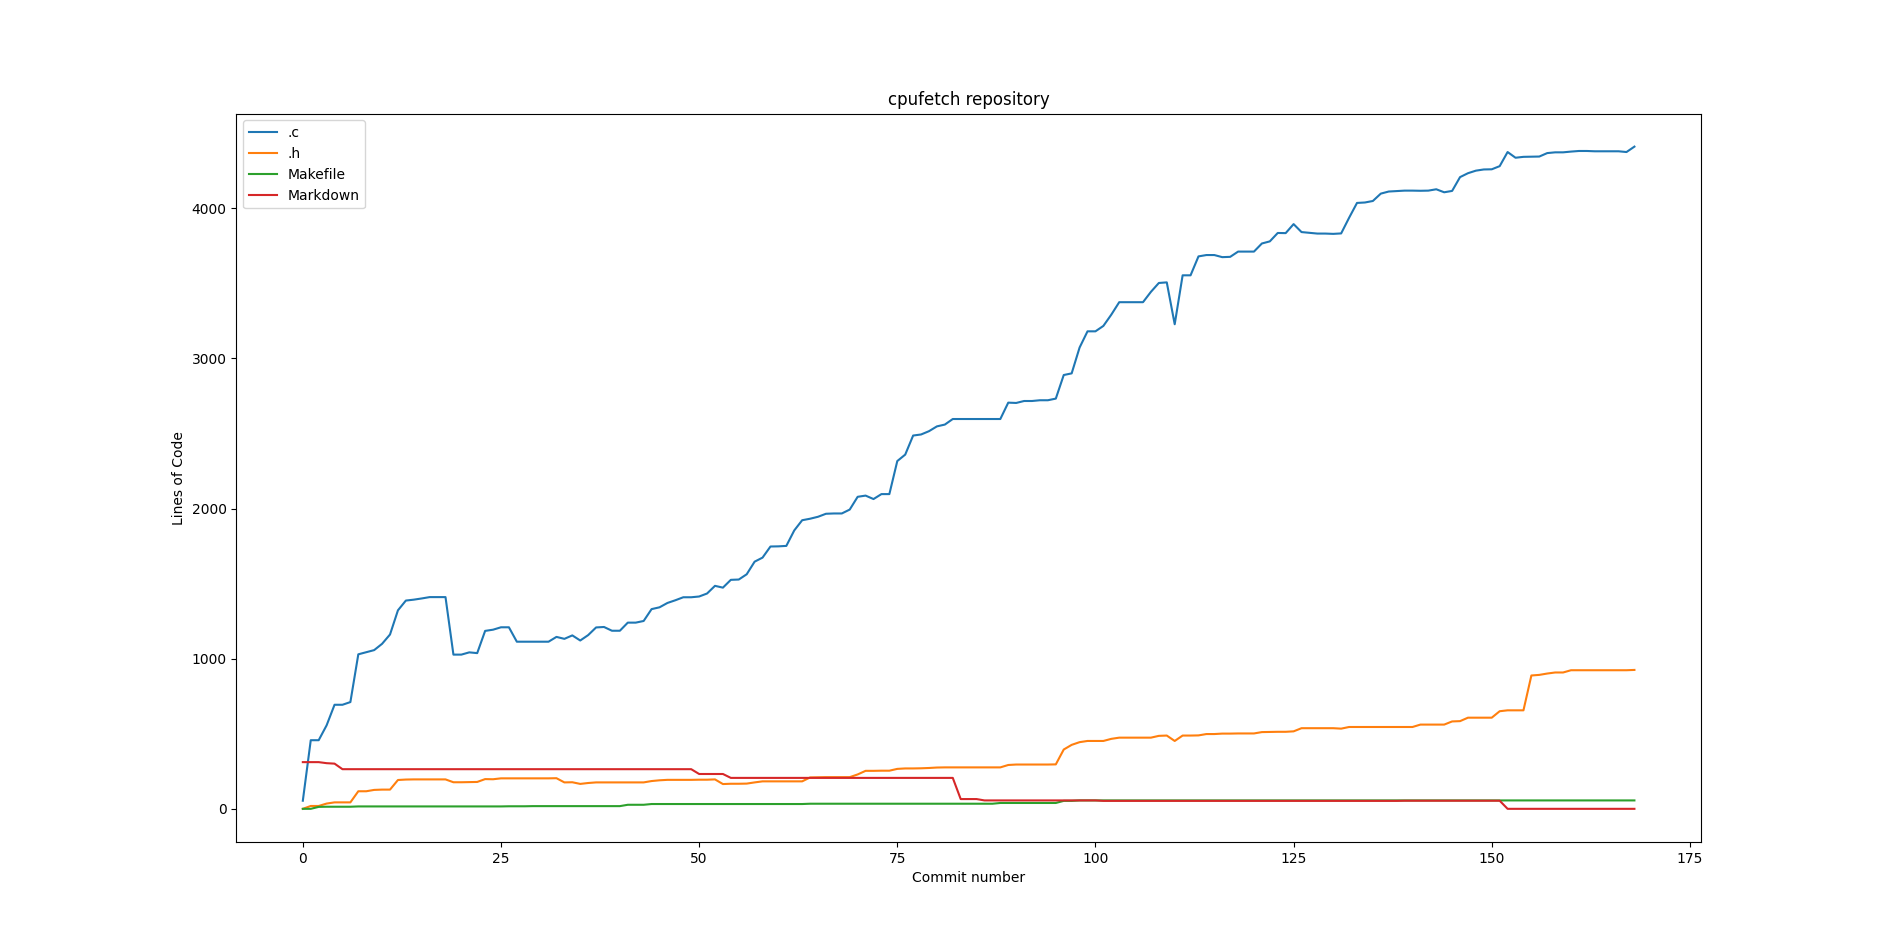 cpufetch repository
.c
.h
Makefile
Markdown
4000
3000
2000
1000
0
Lines of Code
0 25 50 75 100 125 150 175
Commit number